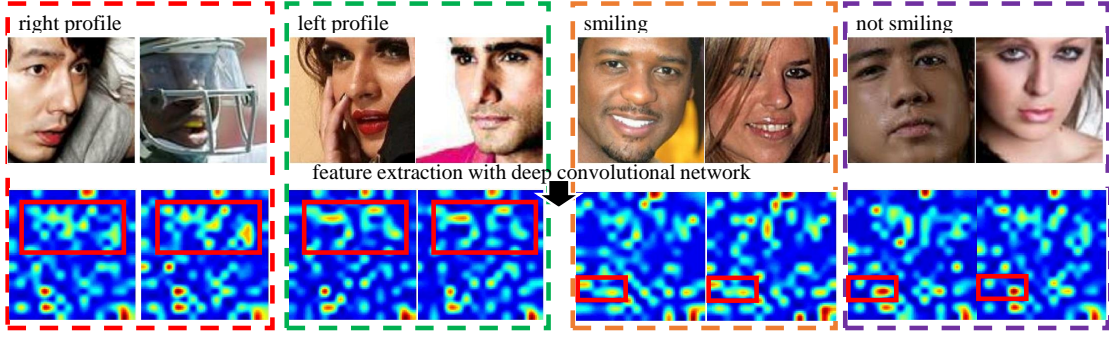 right profile
left profile
smiling
not smiling
feature extraction with deep convolutional network